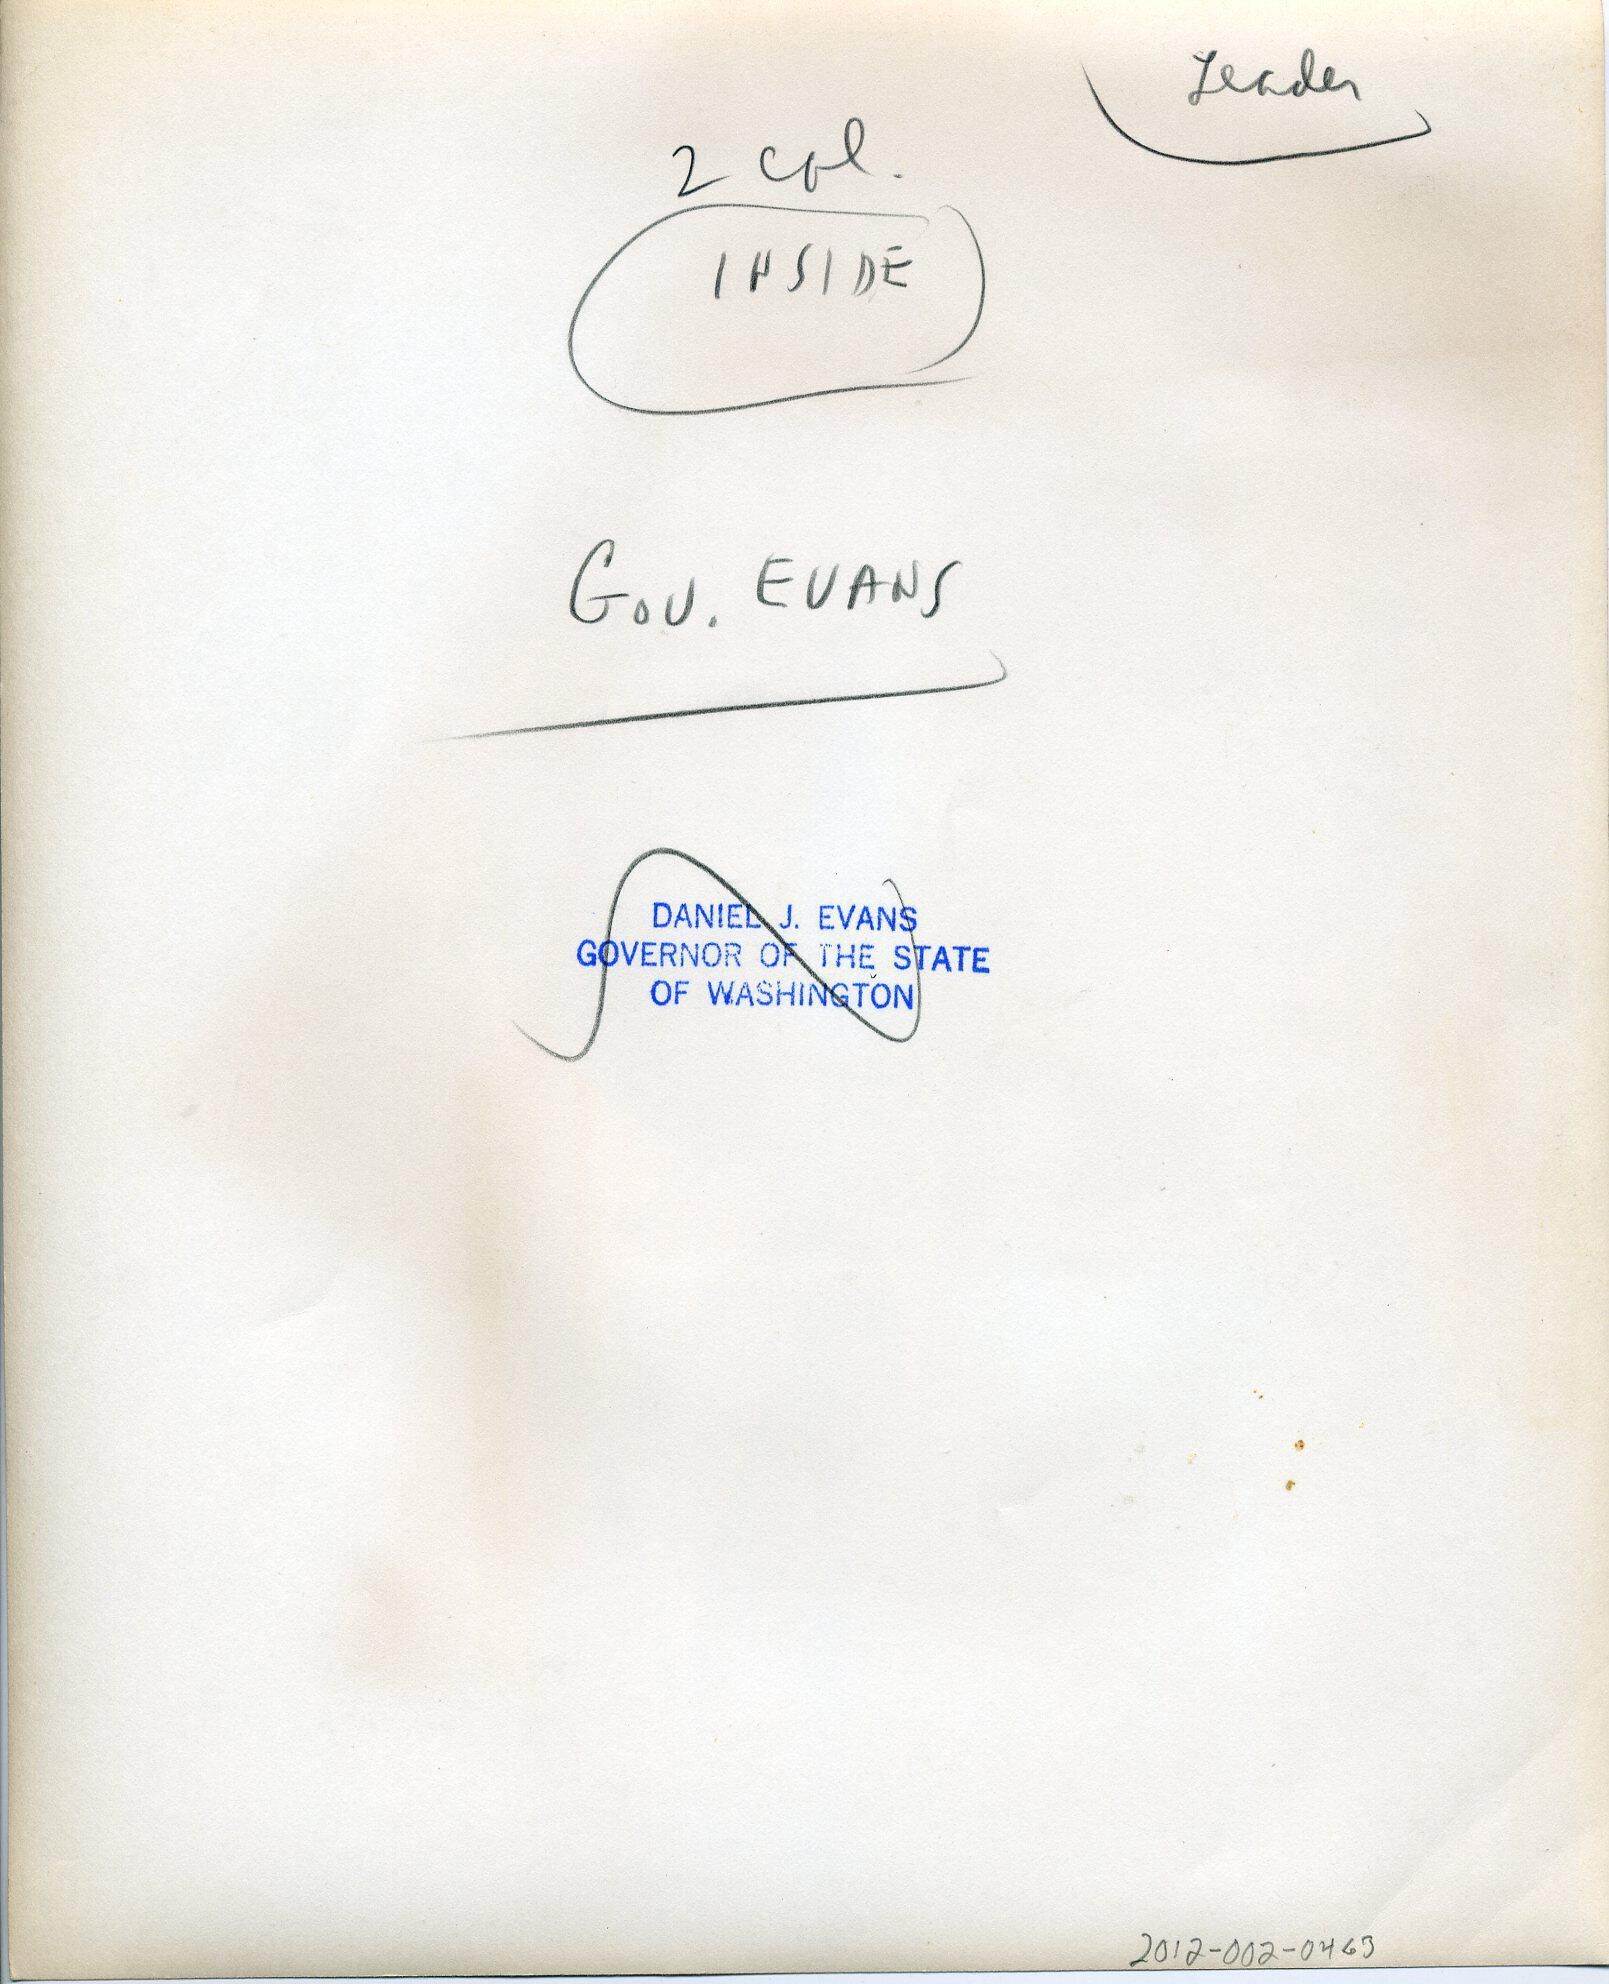 Leader
2 col.
INSIDE
GOV. EVANS
DANIEL J. EVANS
GOVERNOR OF THE STATE
OF WASHINGTON
2012-002-0463